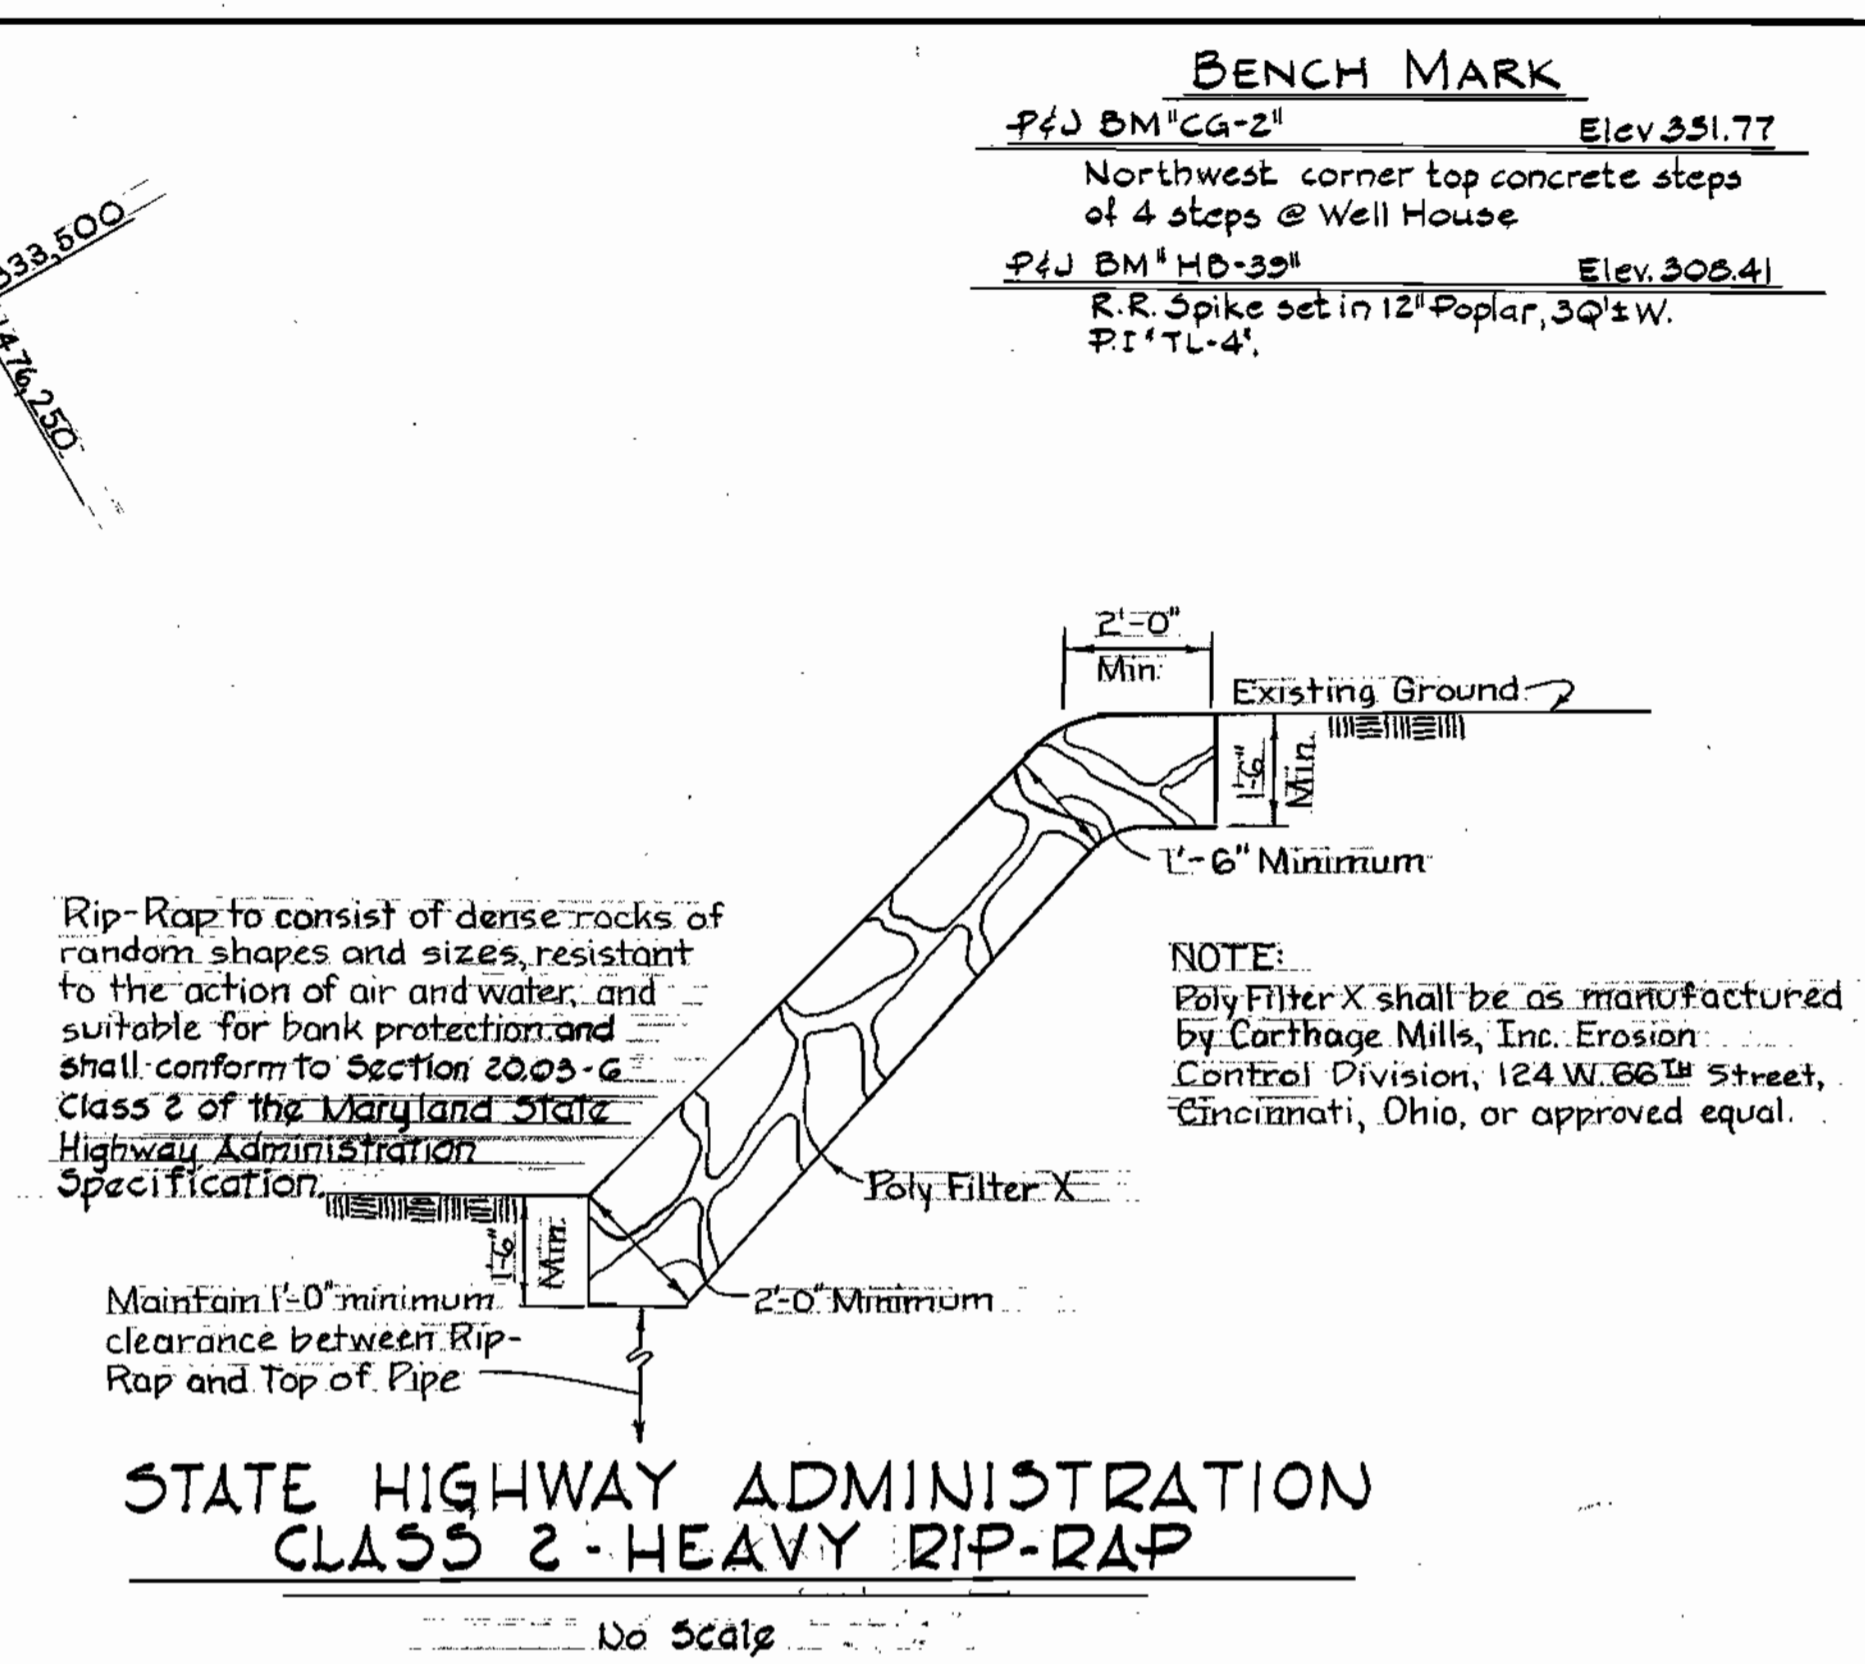 BENCH MARK
P&J BM "CG-2" Elev 331.77
Northwest corner top concrete steps
of 4 steps @ Well House
P&J BM "HB-39" Elev. 308.41
R.R. Spike set in 12" Poplar, 30'± W.
P.I "TL-4".
33,500
476,250
2'-0"
Min.
Existing Ground
1'-6"
Min.
1'-6" Minimum
Rip-Rap to consist of dense rocks of
random shapes and sizes, resistant
to the action of air and water, and
suitable for bank protection and
shall conform to Section 20.03-6
Class 2 of the Maryland State
Highway Administration
Specification.
NOTE:
Poly Filter X shall be as manufactured
by Carthage Mills, Inc. Erosion
Control Division, 124 W. 66TH Street,
Cincinnati, Ohio, or approved equal.
Poly Filter X
1'-6"
Min.
2'-0" Minimum
Maintain 1'-0" minimum
clearance between Rip-
Rap and Top of Pipe
STATE HIGHWAY ADMINISTRATION
CLASS 2 - HEAVY RIP-RAP
No Scale